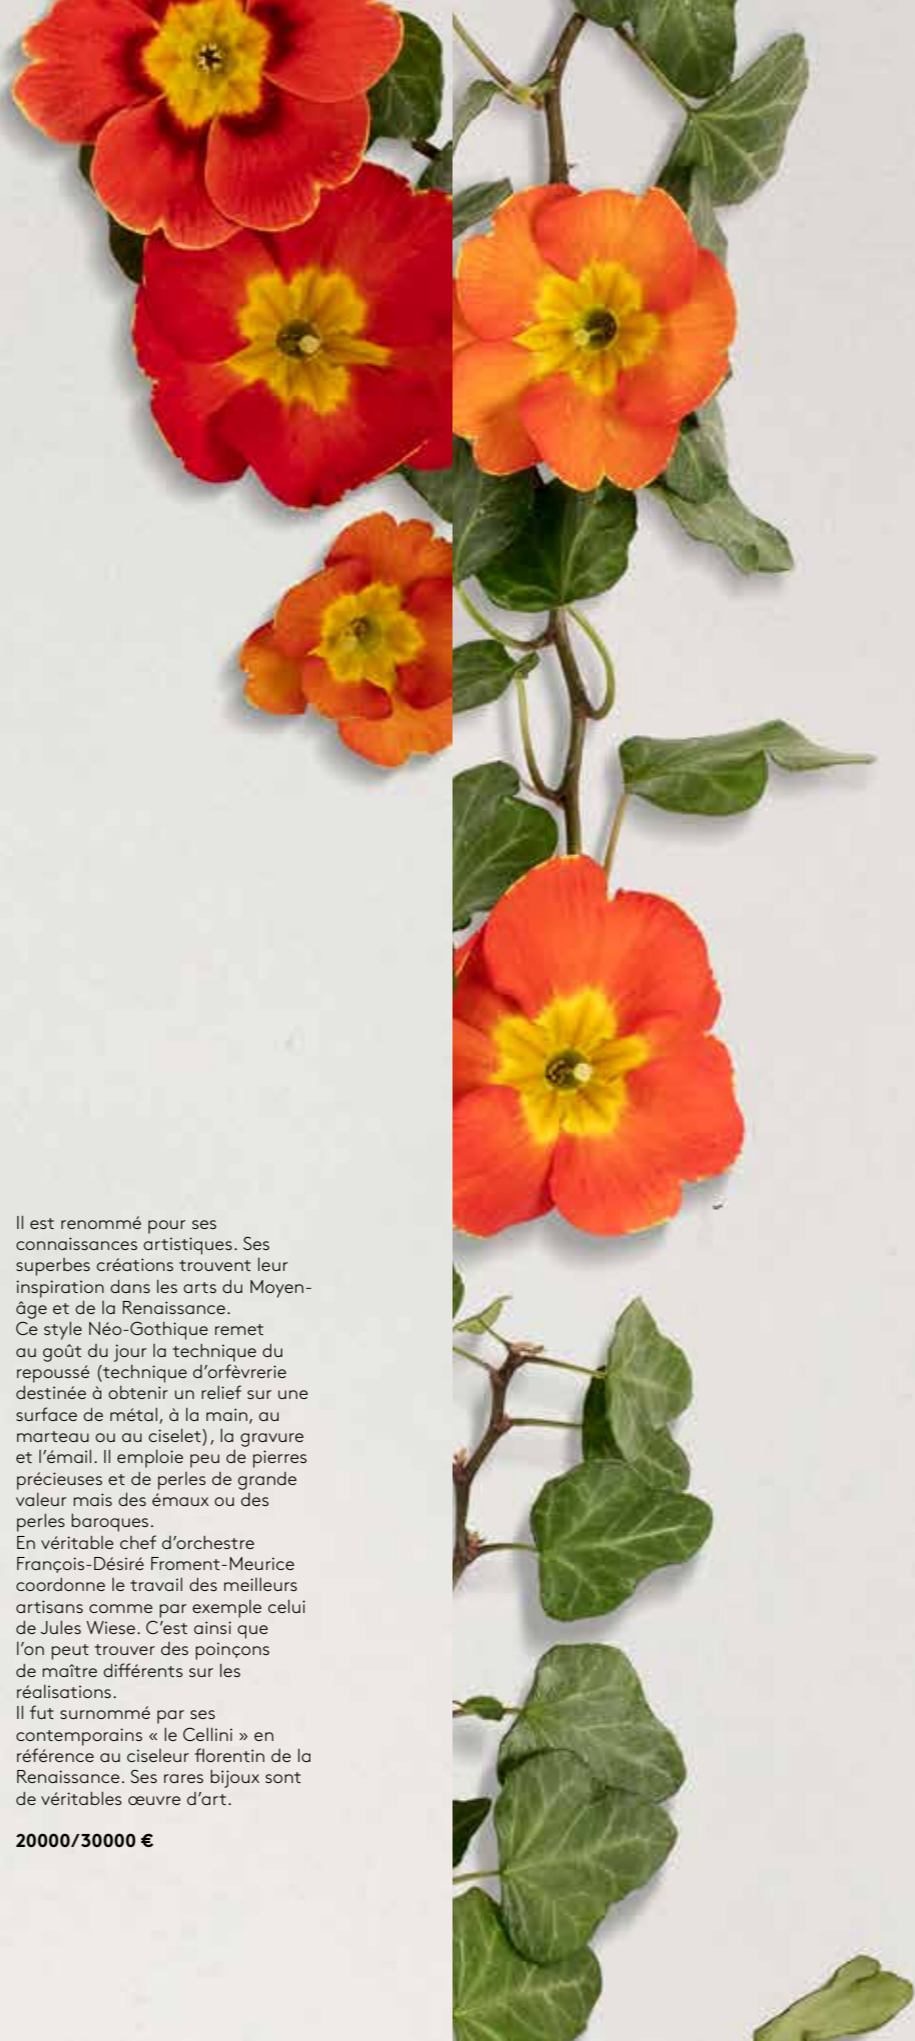 Il est renommé pour ses
connaissances artistiques. Ses
superbes créations trouvent leur
inspiration dans les arts du Moyen-
âge et de la Renaissance.
Ce style Néo-Gothique remet
au goût du jour la technique du
repoussé (technique d’orfèvrerie
destinée à obtenir un relief sur une
surface de métal, à la main, au
marteau ou au ciselet), la gravure
et l’émail. Il emploie peu de pierres
précieuses et de perles de grande
valeur mais des émaux ou des
perles baroques.
En véritable chef d’orchestre
François-Désiré Froment-Meurice
coordonne le travail des meilleurs
artisans comme par exemple celui
de Jules Wiese. C’est ainsi que
l’on peut trouver des poinçons
de maître différents sur les
réalisations.
Il fut surnommé par ses
contemporains « le Cellini » en
référence au ciseleur florentin de la
Renaissance. Ses rares bijoux sont
de véritables œuvre d’art.
20000/30000 €